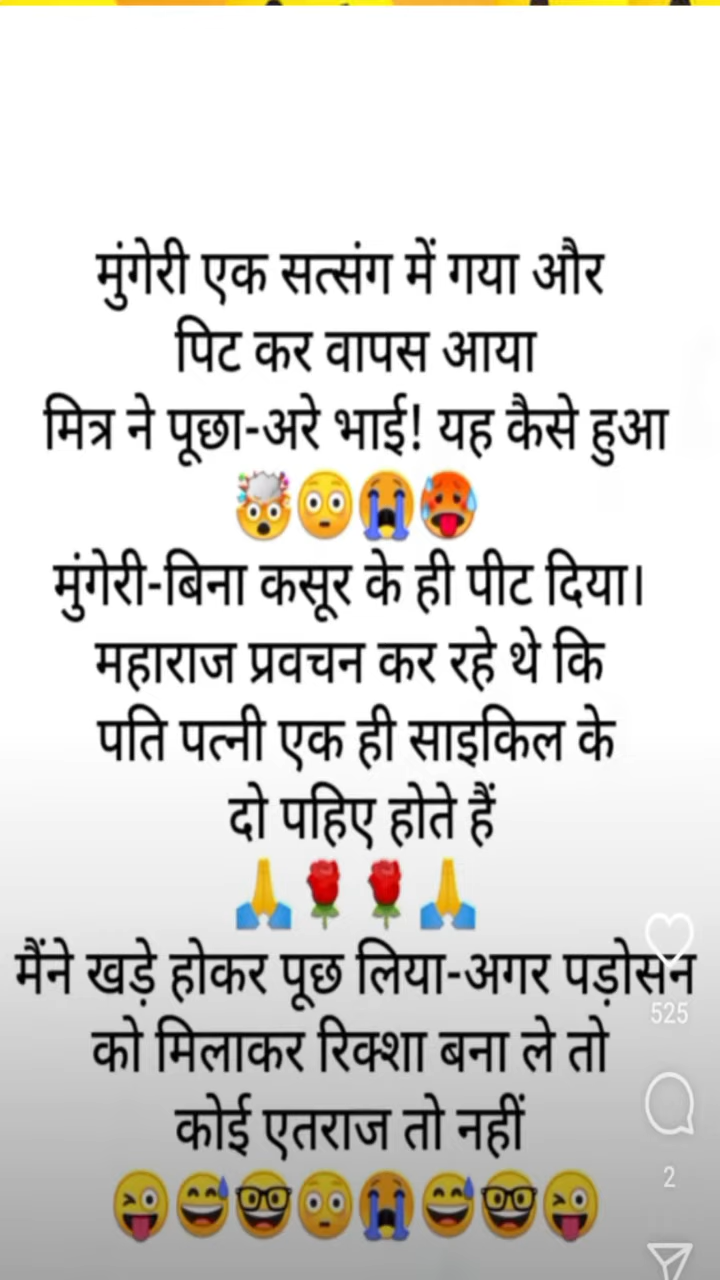 मुंगेरी एक सत्संग में गया और
पिट कर वापस आया
मित्र ने पूछा-अरे भाई! यह कैसे हुआ
🤯😳😭🥵
मुंगेरी-बिना कसूर के ही पीट दिया।
महाराज प्रवचन कर रहे थे कि
पति पत्नी एक ही साइकिल के
दो पहिए होते हैं
🙏🌹🌹🙏
मैंने खड़े होकर पूछ लिया-अगर पड़ोसन
525
को मिलाकर रिक्शा बना ले तो
कोई एतराज तो नहीं
2
😜😅🤓😳😭😅🤓😜